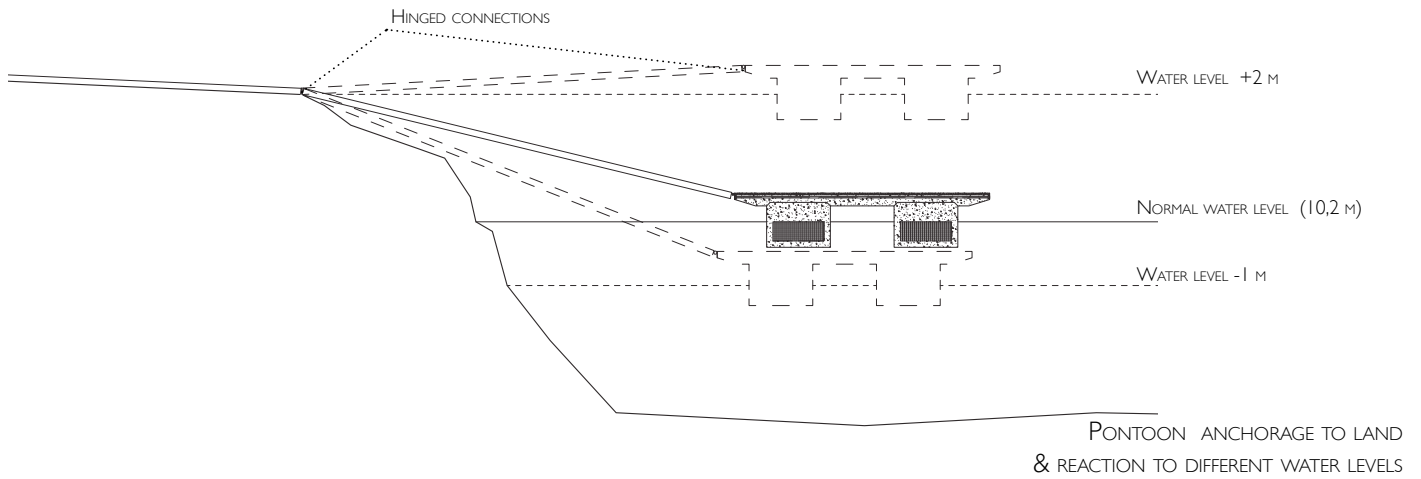 Hinged connections
Water level +2 m
Normal water level (10,2 m)
Water level -1 m
Pontoon anchorage to land
& reaction to different water levels